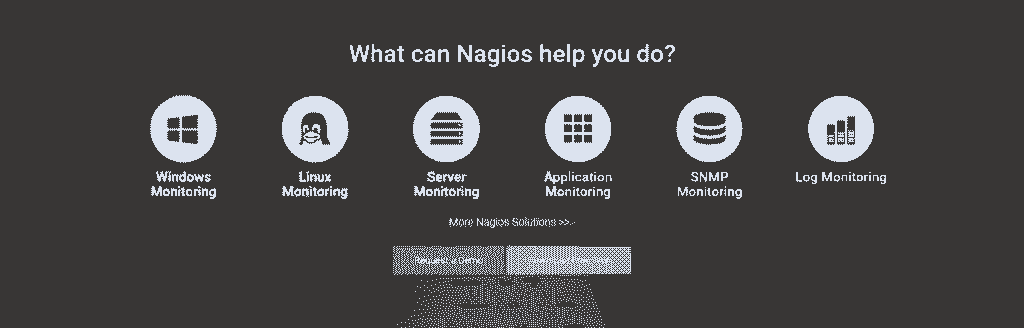 What can Nagios help you do?
Windows
Monitoring
Linux
Monitoring
Server
Monitoring
Application
Monitoring
SNMP
Monitoring
Log Monitoring
More Nagios Solutions >>
Request a Demo